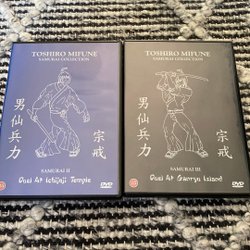 TOSHIRO MIFUNE
SAMURAI COLLECTION
男仙兵力
宗戒
SAMURAI II
Duel At Ichijoji Temple
DVD
TOSHIRO MIFUNE
SAMURAI COLLECTION
男仙兵力
宗戒
SAMURAI III
Duel At Ganryu Island
DVD